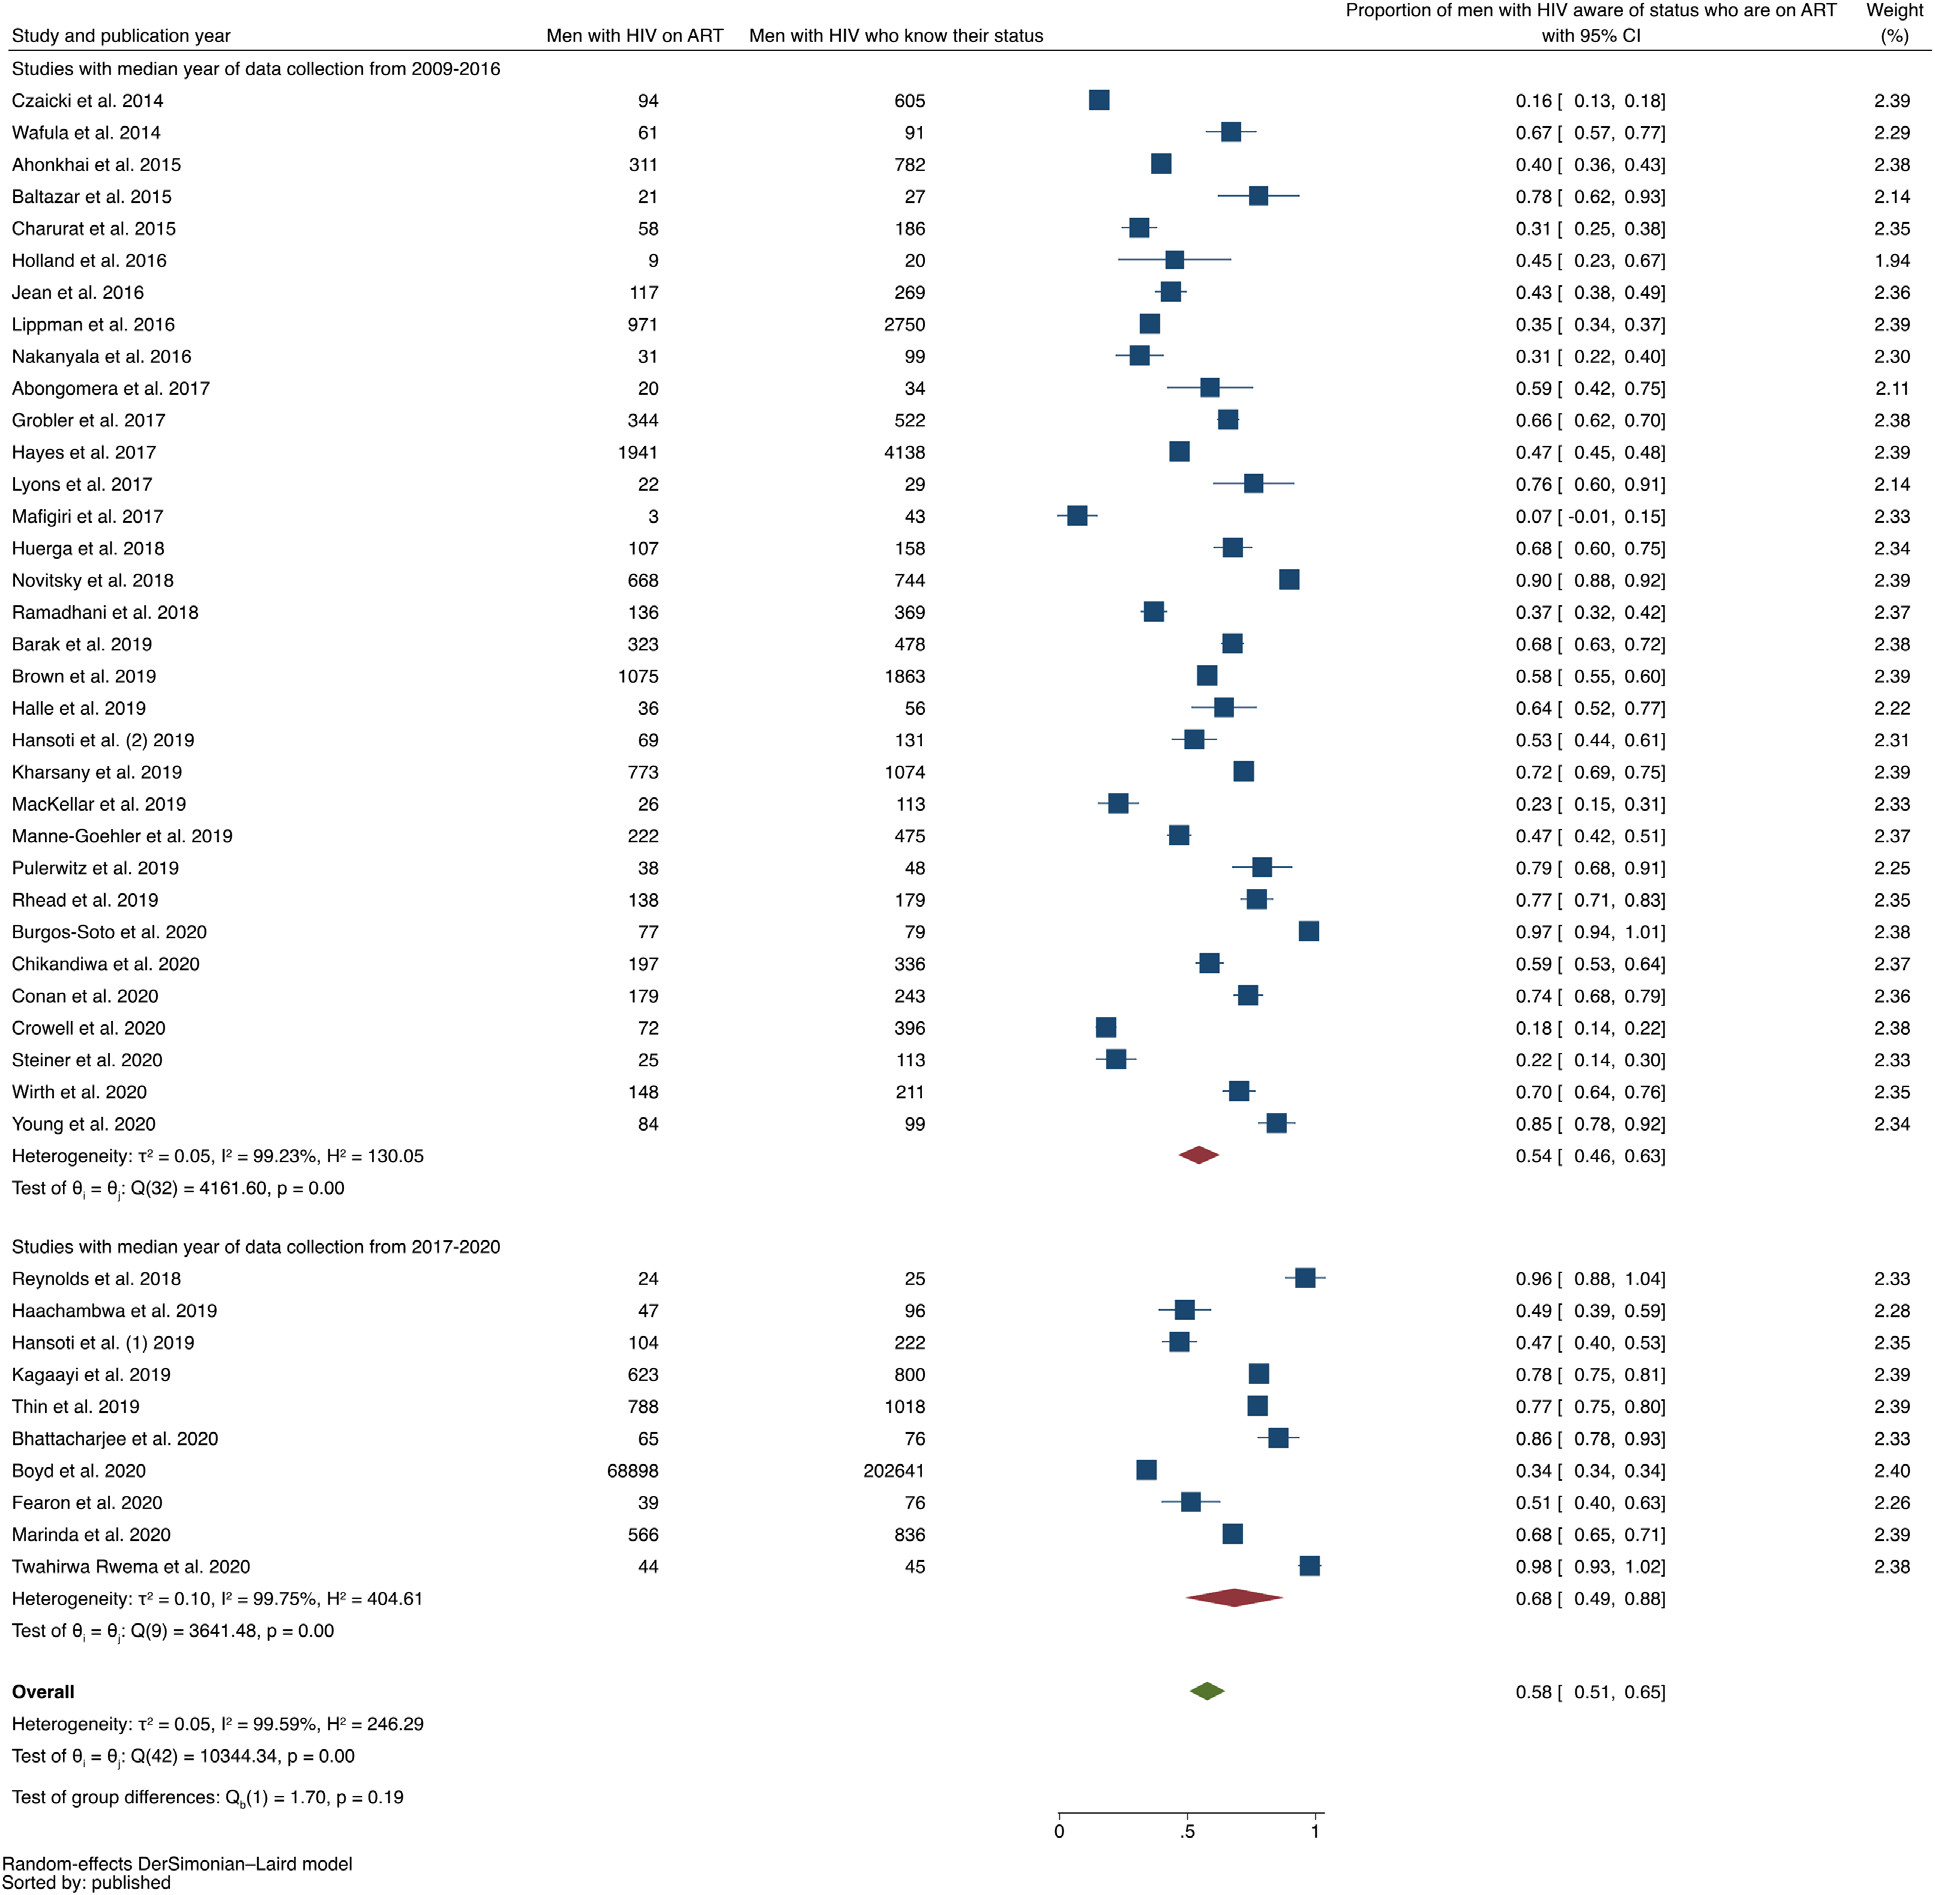 Proportion of men with HIV aware of status who are on ART Weight
Study and publication year Men with HIV on ART Men with HIV who know their status with 95% CI (%)
Studies with median year of data collection from 2009-2016
Czaicki et al. 2014 94 605 0.16 [ 0.13, 0.18] 2.39
Wafula et al. 2014 61 91 0.67 [ 0.57, 0.77] 2.29
Ahonkhai et al. 2015 311 782 0.40 [ 0.36, 0.43] 2.38
Baltazar et al. 2015 21 27 0.78 [ 0.62, 0.93] 2.14
Charurat et al. 2015 58 186 0.31 [ 0.25, 0.38] 2.35
Holland et al. 2016 9 20 0.45 [ 0.23, 0.67] 1.94
Jean et al. 2016 117 269 0.43 [ 0.38, 0.49] 2.36
Lippman et al. 2016 971 2750 0.35 [ 0.34, 0.37] 2.39
Nakanyala et al. 2016 31 99 0.31 [ 0.22, 0.40] 2.30
Abongomera et al. 2017 20 34 0.59 [ 0.42, 0.75] 2.11
Grobler et al. 2017 344 522 0.66 [ 0.62, 0.70] 2.38
Hayes et al. 2017 1941 4138 0.47 [ 0.45, 0.48] 2.39
Lyons et al. 2017 22 29 0.76 [ 0.60, 0.91] 2.14
Mafigiri et al. 2017 3 43 0.07 [ -0.01, 0.15] 2.33
Huerga et al. 2018 107 158 0.68 [ 0.60, 0.75] 2.34
Novitsky et al. 2018 668 744 0.90 [ 0.88, 0.92] 2.39
Ramadhani et al. 2018 136 369 0.37 [ 0.32, 0.42] 2.37
Barak et al. 2019 323 478 0.68 [ 0.63, 0.72] 2.38
Brown et al. 2019 1075 1863 0.58 [ 0.55, 0.60] 2.39
Halle et al. 2019 36 56 0.64 [ 0.52, 0.77] 2.22
Hansoti et al. (2) 2019 69 131 0.53 [ 0.44, 0.61] 2.31
Kharsany et al. 2019 773 1074 0.72 [ 0.69, 0.75] 2.39
MacKellar et al. 2019 26 113 0.23 [ 0.15, 0.31] 2.33
Manne-Goehler et al. 2019 222 475 0.47 [ 0.42, 0.51] 2.37
Pulerwitz et al. 2019 38 48 0.79 [ 0.68, 0.91] 2.25
Rhead et al. 2019 138 179 0.77 [ 0.71, 0.83] 2.35
Burgos-Soto et al. 2020 77 79 0.97 [ 0.94, 1.01] 2.38
Chikandiwa et al. 2020 197 336 0.59 [ 0.53, 0.64] 2.37
Conan et al. 2020 179 243 0.74 [ 0.68, 0.79] 2.36
Crowell et al. 2020 72 396 0.18 [ 0.14, 0.22] 2.38
Steiner et al. 2020 25 113 0.22 [ 0.14, 0.30] 2.33
Wirth et al. 2020 148 211 0.70 [ 0.64, 0.76] 2.35
Young et al. 2020 84 99 0.85 [ 0.78, 0.92] 2.34
Heterogeneity: τ² = 0.05, I² = 99.23%, H² = 130.05 0.54 [ 0.46, 0.63]
Test of θᵢ = θⱼ: Q(32) = 4161.60, p = 0.00
Studies with median year of data collection from 2017-2020
Reynolds et al. 2018 24 25 0.96 [ 0.88, 1.04] 2.33
Haachambwa et al. 2019 47 96 0.49 [ 0.39, 0.59] 2.28
Hansoti et al. (1) 2019 104 222 0.47 [ 0.40, 0.53] 2.35
Kagaayi et al. 2019 623 800 0.78 [ 0.75, 0.81] 2.39
Thin et al. 2019 788 1018 0.77 [ 0.75, 0.80] 2.39
Bhattacharjee et al. 2020 65 76 0.86 [ 0.78, 0.93] 2.33
Boyd et al. 2020 68898 202641 0.34 [ 0.34, 0.34] 2.40
Fearon et al. 2020 39 76 0.51 [ 0.40, 0.63] 2.26
Marinda et al. 2020 566 836 0.68 [ 0.65, 0.71] 2.39
Twahirwa Rwema et al. 2020 44 45 0.98 [ 0.93, 1.02] 2.38
Heterogeneity: τ² = 0.10, I² = 99.75%, H² = 404.61 0.68 [ 0.49, 0.88]
Test of θᵢ = θⱼ: Q(9) = 3641.48, p = 0.00
Overall 0.58 [ 0.51, 0.65]
Heterogeneity: τ² = 0.05, I² = 99.59%, H² = 246.29
Test of θᵢ = θⱼ: Q(42) = 10344.34, p = 0.00
Test of group differences: Q_b(1) = 1.70, p = 0.19
0 .5 1
Random-effects DerSimonian–Laird model
Sorted by: published